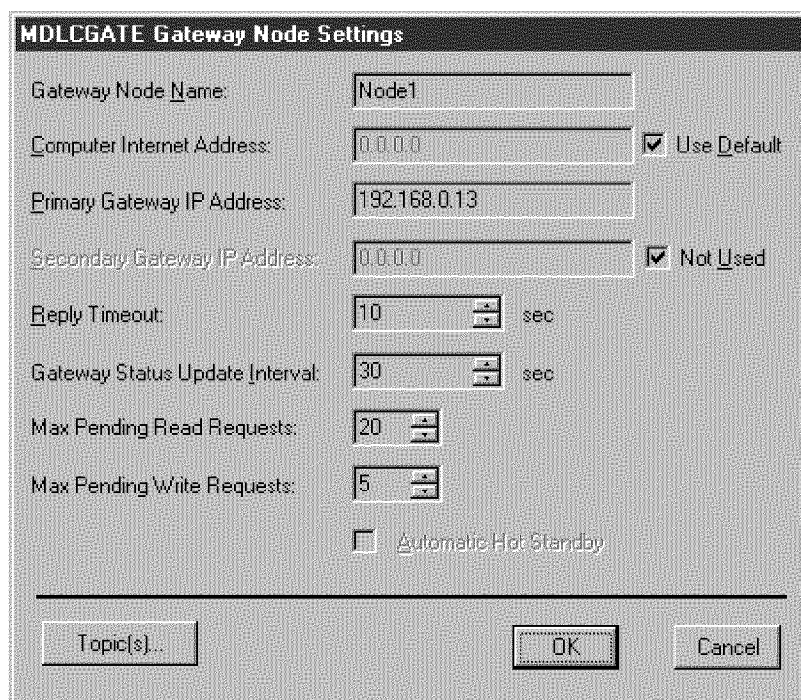 MDLCGATE Gateway Node Settings
Gateway Node Name: Node1
Computer Internet Address: 0.0.0.0 Use Default
Primary Gateway IP Address: 192.168.0.13
Secondary Gateway IP Address: 0.0.0.0 Not Used
Reply Timeout: 10 sec
Gateway Status Update Interval: 30 sec
Max Pending Read Requests: 20
Max Pending Write Requests: 5
Automatic Hot Standby
Topic(s)... OK Cancel